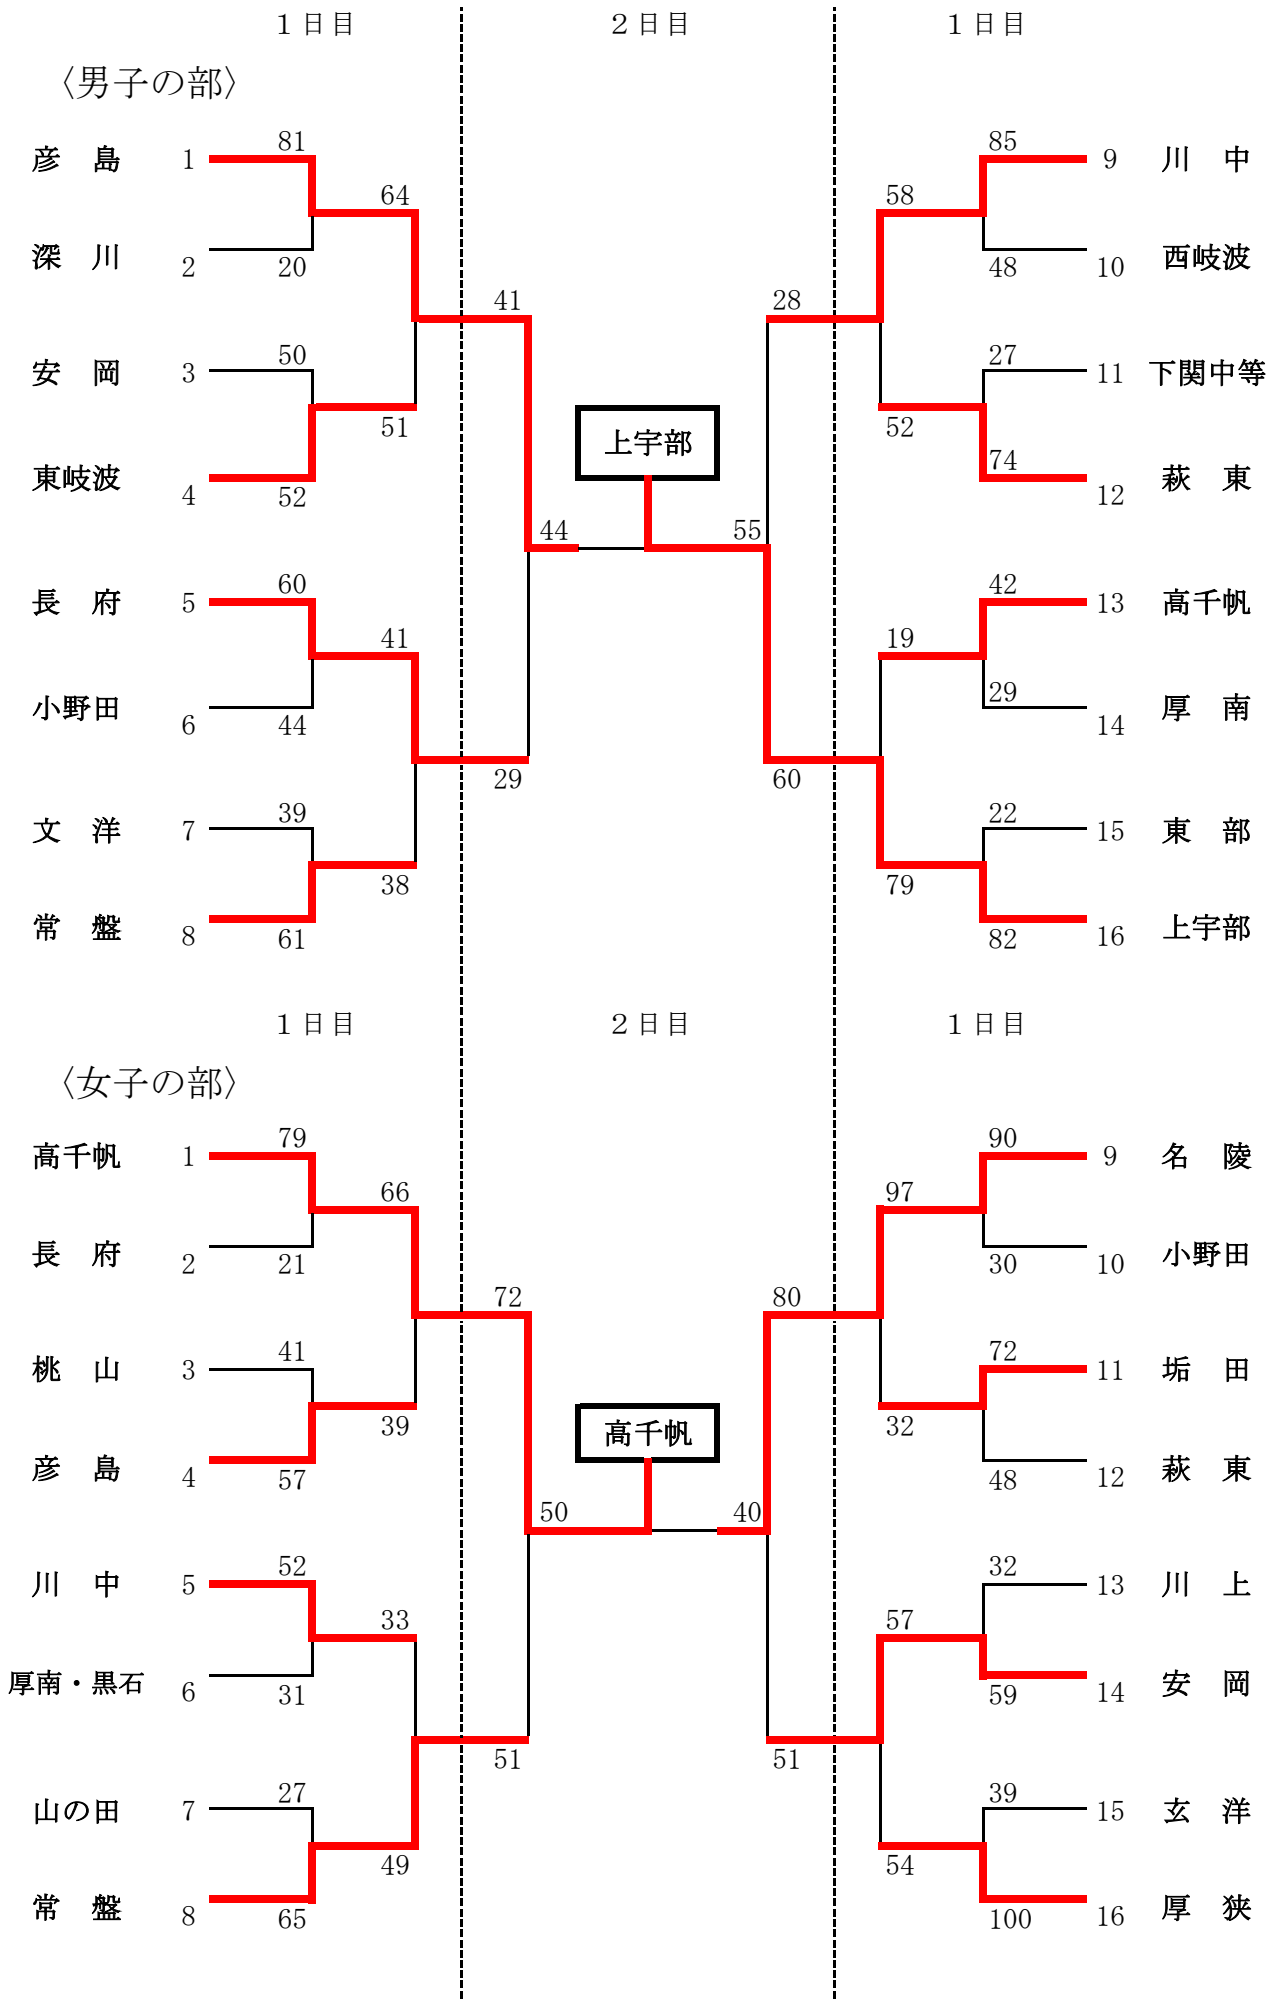 1日目 2日目 1日目
〈男子の部〉
彦 島 1 81 85 9 川 中
64 58
深 川 2 20 48 10 西岐波
41 28
安 岡 3 50 27 11 下関中等
51 52
上宇部
東岐波 4 52 74 12 萩 東
44 55
長 府 5 60 42 13 高千帆
41 19
小野田 6 44 29 14 厚 南
29 60
文 洋 7 39 22 15 東 部
38 79
常 盤 8 61 82 16 上宇部
1日目 2日目 1日目
〈女子の部〉
高千帆 1 79 90 9 名 陵
66 97
長 府 2 21 30 10 小野田
72 80
桃 山 3 41 72 11 垢 田
39 32
高千帆
彦 島 4 57 48 12 萩 東
50 40
川 中 5 52 32 13 川 上
33 57
厚南・黒石 6 31 59 14 安 岡
51 51
山の田 7 27 39 15 玄 洋
49 54
常 盤 8 65 100 16 厚 狭